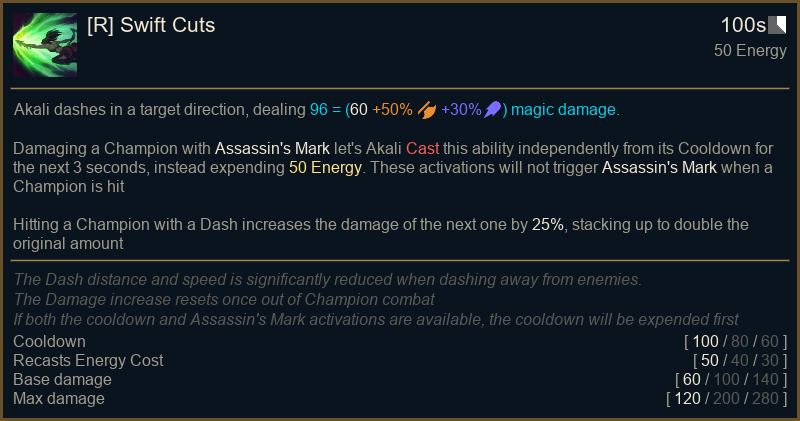 [R] Swift Cuts
100s
50 Energy
Akali dashes in a target direction, dealing 96 = (60 +50% +30% ) magic damage.
Damaging a Champion with Assassin's Mark let's Akali Cast this ability independently from its Cooldown for
the next 3 seconds, instead expending 50 Energy. These activations will not trigger Assassin's Mark when a
Champion is hit
Hitting a Champion with a Dash increases the damage of the next one by 25%, stacking up to double the
original amount
The Dash distance and speed is significantly reduced when dashing away from enemies.
The Damage increase resets once out of Champion combat
If both the cooldown and Assassin's Mark activations are available, the cooldown will be expended first
Cooldown [ 100 / 80 / 60 ]
Recasts Energy Cost [ 50 / 40 / 30 ]
Base damage [ 60 / 100 / 140 ]
Max damage [ 120 / 200 / 280 ]